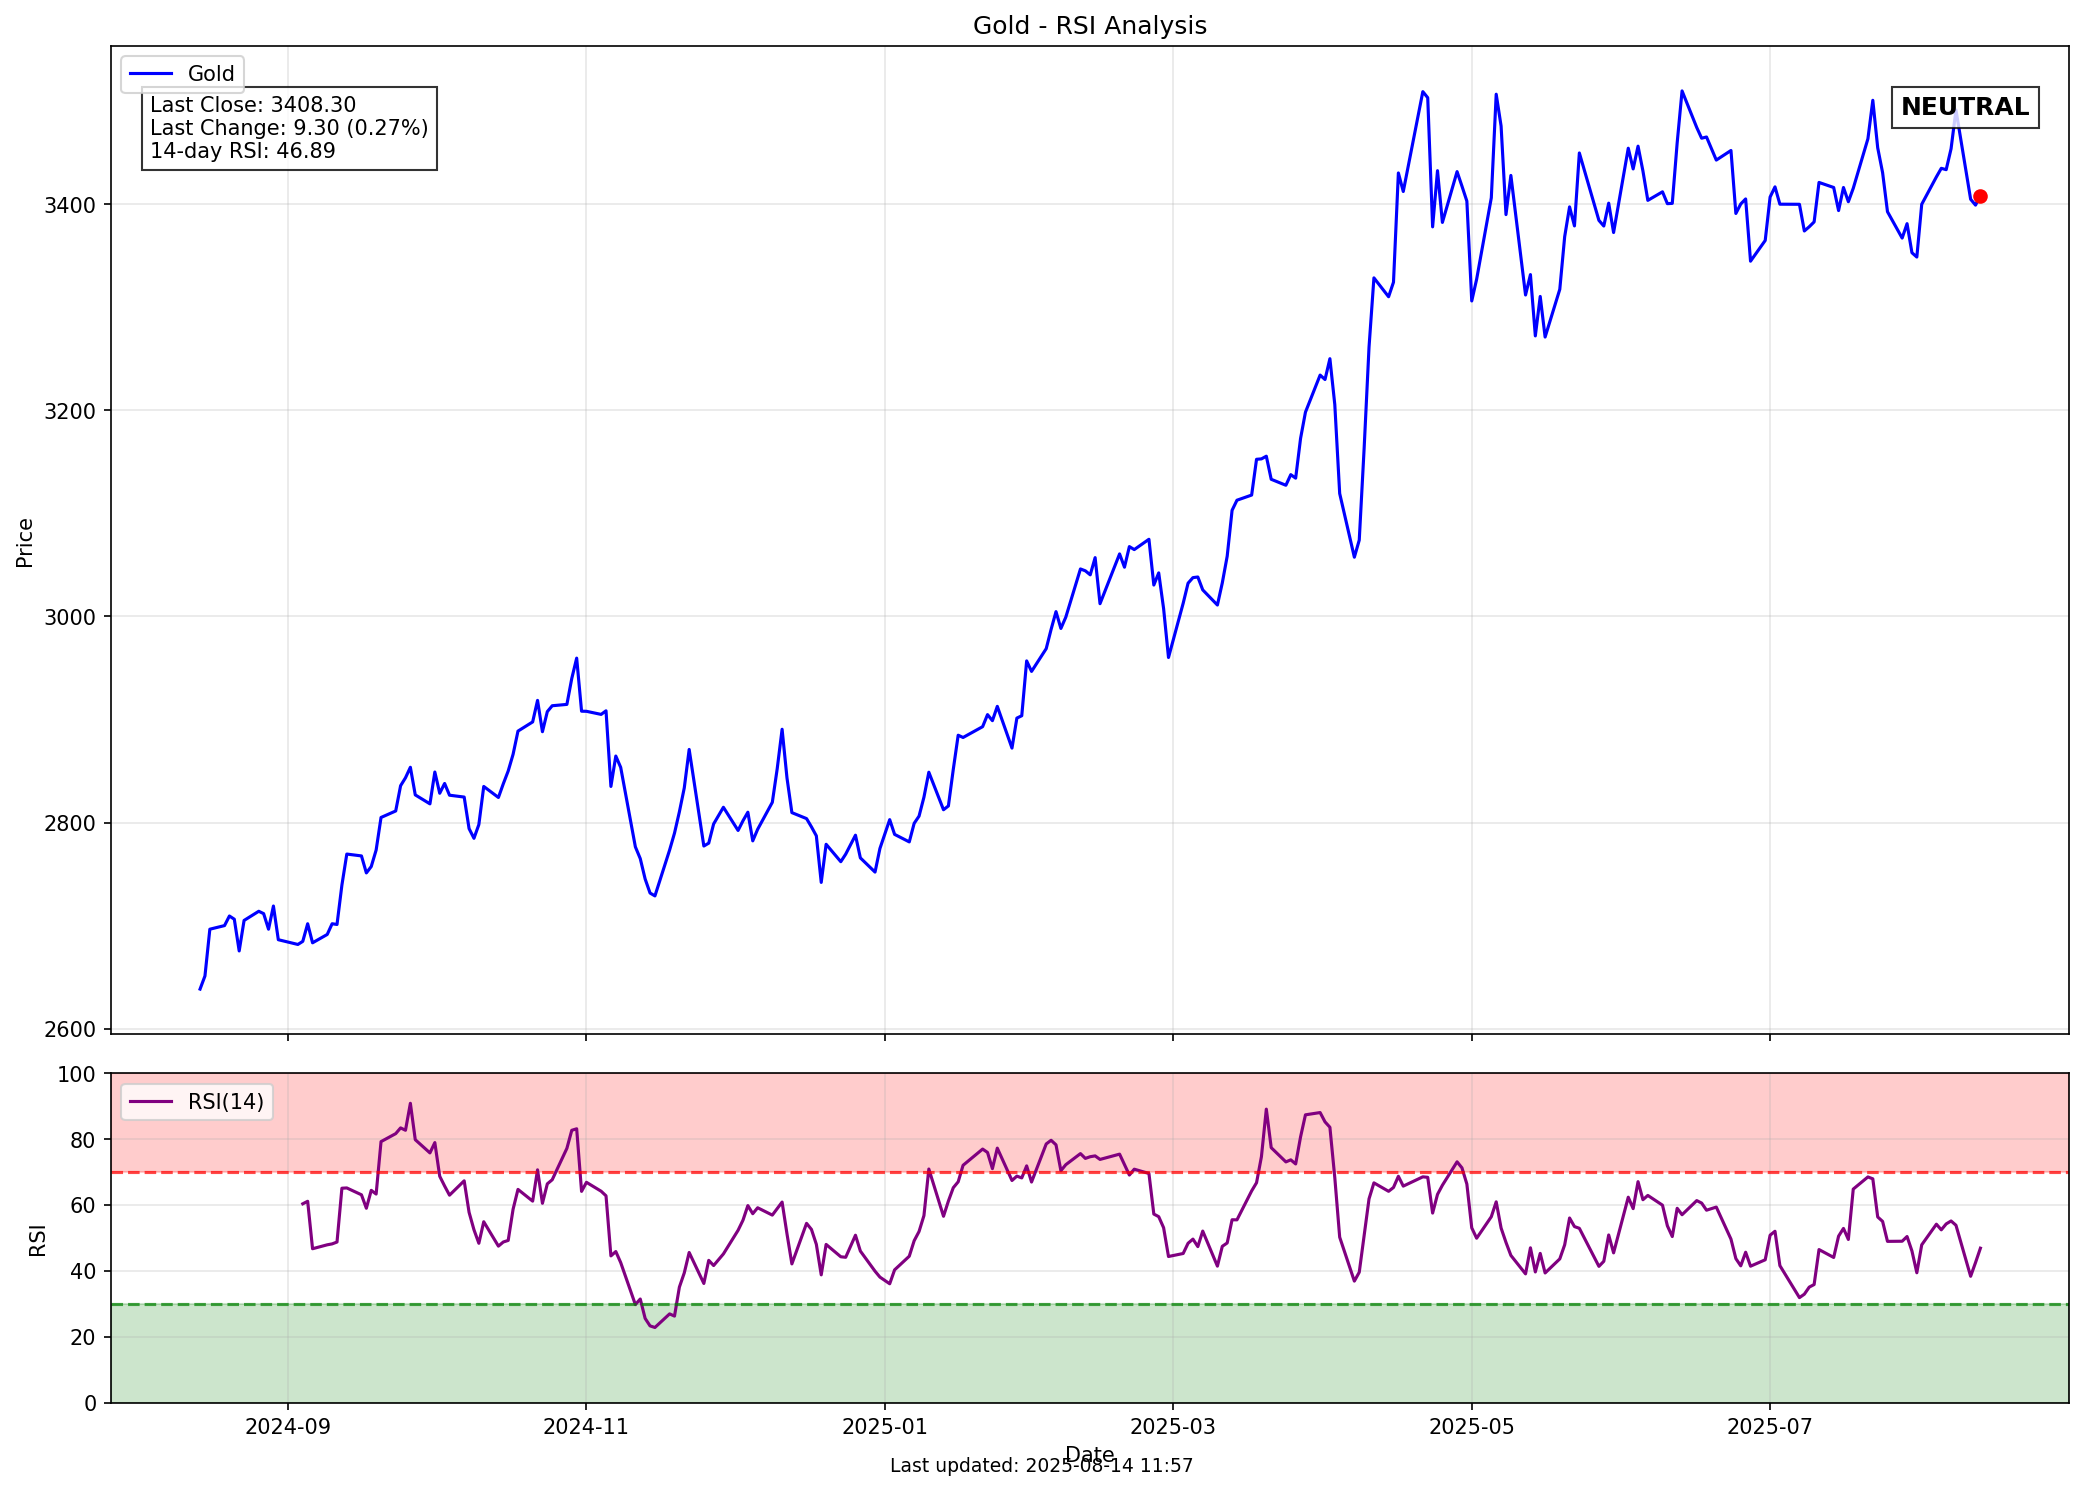 Gold - RSI Analysis
Gold
Last Close: 3408.30
Last Change: 9.30 (0.27%)
14-day RSI: 46.89
NEUTRAL
3400
3200
3000
2800
2600
Price
RSI(14)
100
80
60
40
20
0
RSI
2024-09
2024-11
2025-01
2025-03
2025-05
2025-07
Date
Last updated: 2025-08-14 11:57